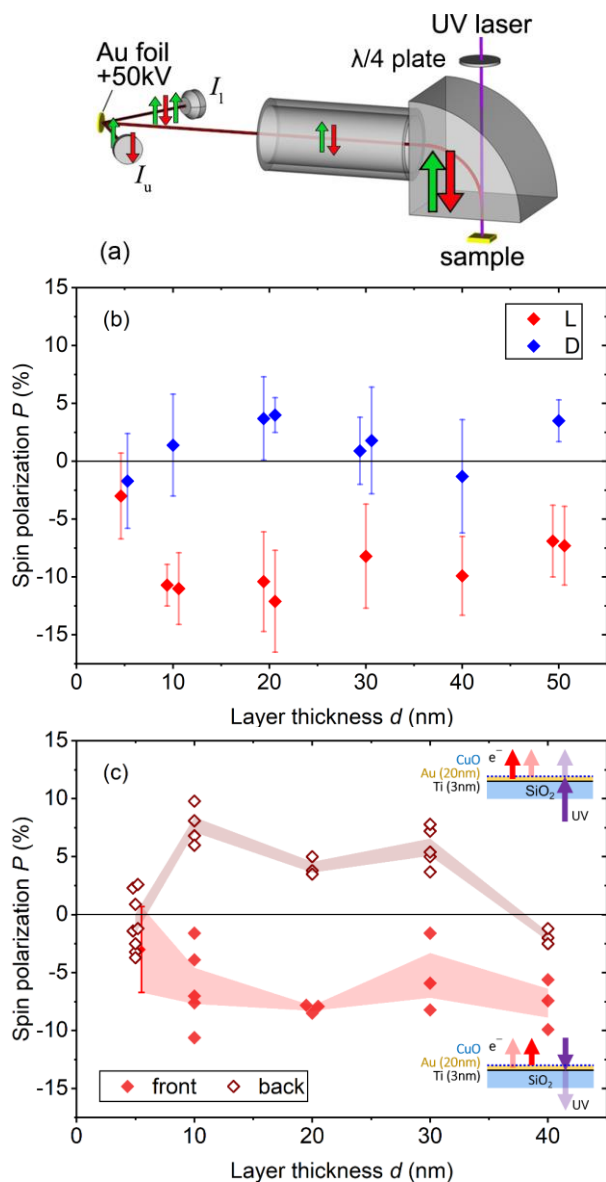 UV laser
λ/4 plate
Au foil
+50kV
I_l
I_u
sample
(a)
(b)
L
D
Spin polarization P (%)
15
10
5
0
-5
-10
-15
0 10 20 30 40 50
Layer thickness d (nm)
(c)
e⁻
CuO
Au (20nm)
Ti (3nm)
SiO₂
UV
Spin polarization P (%)
15
10
5
0
-5
-10
-15
e⁻
CuO
Au (20nm)
Ti (3nm)
SiO₂
UV
front back
0 10 20 30 40
Layer thickness d (nm)